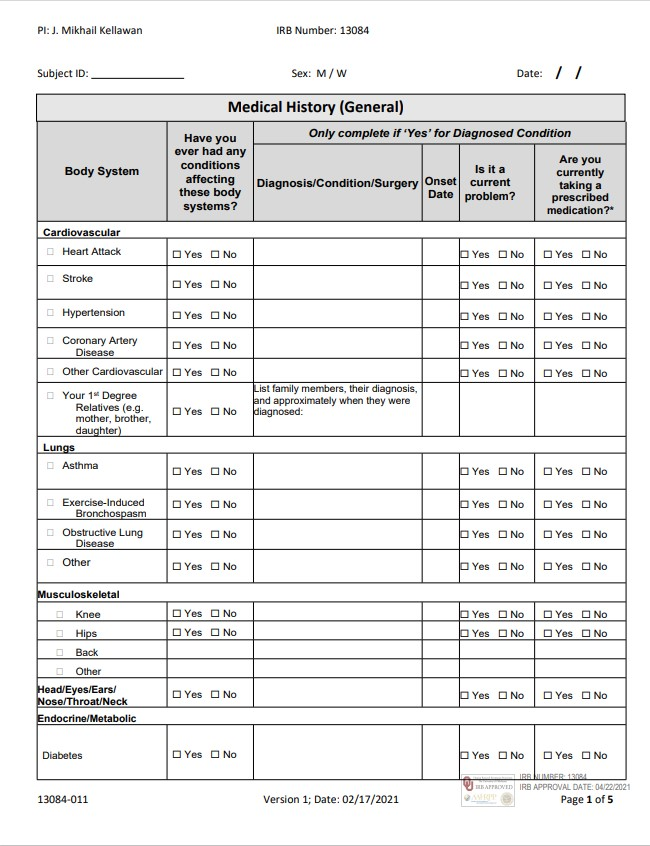 PI: J. Mikhail Kellawan IRB Number: 13084
Subject ID: _______________ Sex: M / W Date: / /
Medical History (General)
Body System
Have you
ever had any
conditions
affecting
these body
systems?
Only complete if ‘Yes’ for Diagnosed Condition
Diagnosis/Condition/Surgery
Onset
Date
Is it a
current
problem?
Are you
currently
taking a
prescribed
medication?*
Cardiovascular
☐ Heart Attack ☐ Yes ☐ No ☐ Yes ☐ No ☐ Yes ☐ No
☐ Stroke ☐ Yes ☐ No ☐ Yes ☐ No ☐ Yes ☐ No
☐ Hypertension ☐ Yes ☐ No ☐ Yes ☐ No ☐ Yes ☐ No
☐ Coronary Artery
Disease ☐ Yes ☐ No ☐ Yes ☐ No ☐ Yes ☐ No
☐ Other Cardiovascular ☐ Yes ☐ No ☐ Yes ☐ No ☐ Yes ☐ No
☐ Your 1st Degree
Relatives (e.g.
mother, brother,
daughter)
☐ Yes ☐ No
List family members, their diagnosis,
and approximately when they were
diagnosed:
Lungs
☐ Asthma ☐ Yes ☐ No ☐ Yes ☐ No ☐ Yes ☐ No
☐ Exercise-Induced
Bronchospasm ☐ Yes ☐ No ☐ Yes ☐ No ☐ Yes ☐ No
☐ Obstructive Lung
Disease ☐ Yes ☐ No ☐ Yes ☐ No ☐ Yes ☐ No
☐ Other ☐ Yes ☐ No ☐ Yes ☐ No ☐ Yes ☐ No
Musculoskeletal
☐ Knee ☐ Yes ☐ No ☐ Yes ☐ No ☐ Yes ☐ No
☐ Hips ☐ Yes ☐ No ☐ Yes ☐ No ☐ Yes ☐ No
☐ Back
☐ Other
Head/Eyes/Ears/
Nose/Throat/Neck ☐ Yes ☐ No ☐ Yes ☐ No ☐ Yes ☐ No
Endocrine/Metabolic
Diabetes ☐ Yes ☐ No ☐ Yes ☐ No ☐ Yes ☐ No
IRB APPROVED
IRB NUMBER: 13084
IRB APPROVAL DATE: 04/22/2021
13084-011 Version 1; Date: 02/17/2021 Page 1 of 5